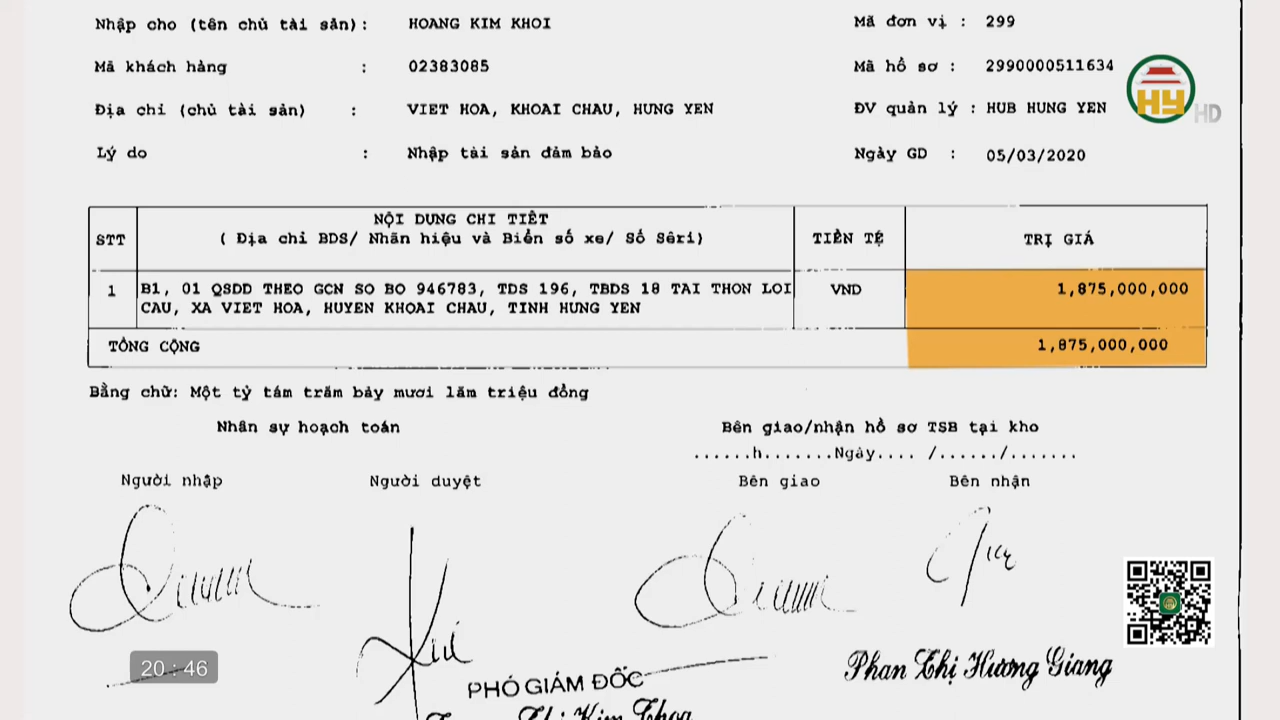 Nhập cho (tên chủ tài sản): HOANG KIM KHOI Mã đơn vị : 299
Mã khách hàng : 02383085 Mã hồ sơ : 2990000511634
Địa chỉ (chủ tài sản) : VIET HOA, KHOAI CHAU, HUNG YEN ĐV quản lý : HUB HUNG YEN
Lý do : Nhập tài sản đảm bảo Ngày GD : 05/03/2020
HY HD
STT NỘI DUNG CHI TIẾT ( Địa chỉ BDS/ Nhãn hiệu và Biển số xe/ Số Sêri) TIỀN TỆ TRỊ GIÁ
1 B1, 01 QSDD THEO GCN SO BO 946783, TDS 196, TBDS 18 TAI THON LOI VND 1,875,000,000
CAU, XA VIET HOA, HUYEN KHOAI CHAU, TINH HUNG YEN
TỔNG CỘNG 1,875,000,000
Bằng chữ: Một tỷ tám trăm bảy mươi lăm triệu đồng
Nhân sự hoạch toán Bên giao/nhận hồ sơ TSB tại kho
......h.......Ngày.... /....../.......
Người nhập Người duyệt Bên giao Bên nhận
20:46
PHÓ GIÁM ĐỐC Phan Thị Hương Giang
Thị Kim Thoa